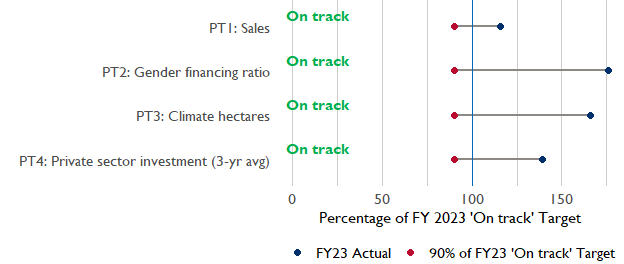 On track
PT1: Sales
On track
PT2: Gender financing ratio
On track
PT3: Climate hectares
On track
PT4: Private sector investment (3-yr avg)
0 50 100 150
Percentage of FY 2023 'On track' Target
FY23 Actual 90% of FY23 'On track' Target